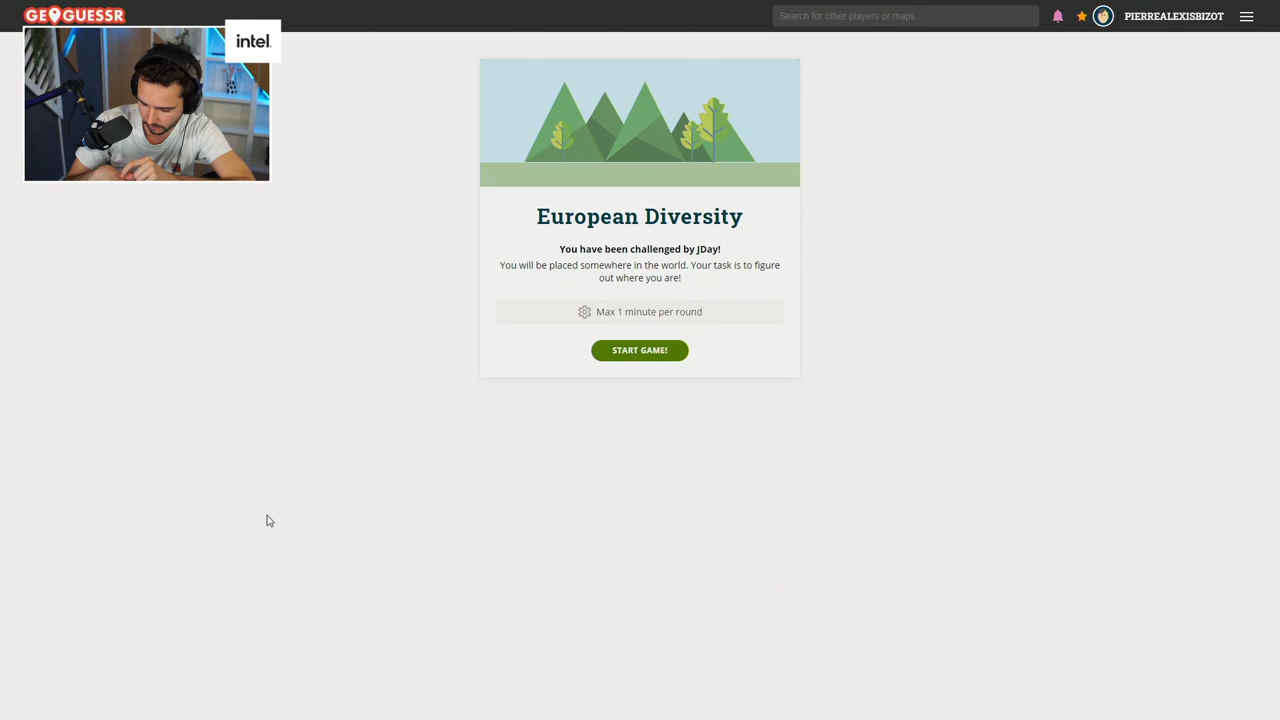 GEOGUESSR
Search for other players or maps
PIERREALEXISBIZOT
intel.
European Diversity
You have been challenged by JDay!
You will be placed somewhere in the world. Your task is to figure
out where you are!
Max 1 minute per round
START GAME!